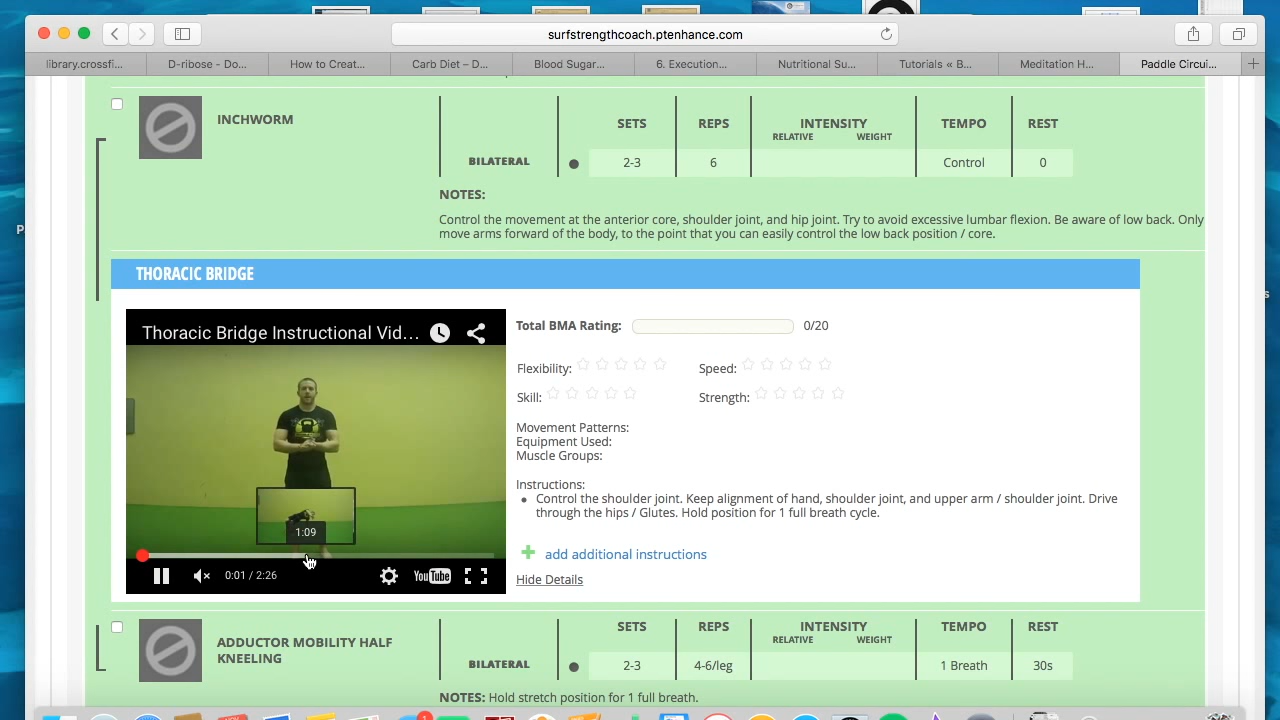 surfstrengthcoach.ptenhance.com
library.crossfi...
D-ribose - Do...
How to Creat...
Carb Diet – D...
Blood Sugar...
6. Execution...
Nutritional Su...
Tutorials « B...
Meditation H...
Paddle Circui...
INCHWORM
SETS REPS INTENSITY TEMPO REST
RELATIVE WEIGHT
BILATERAL 2-3 6 Control 0
NOTES:
Control the movement at the anterior core, shoulder joint, and hip joint. Try to avoid excessive lumbar flexion. Be aware of low back. Only
move arms forward of the body, to the point that you can easily control the low back position / core.
THORACIC BRIDGE
Thoracic Bridge Instructional Vid...
1:09
0:01 / 2:26
YouTube
Total BMA Rating: 0/20
Flexibility: Speed:
Skill: Strength:
Movement Patterns:
Equipment Used:
Muscle Groups:
Instructions:
Control the shoulder joint. Keep alignment of hand, shoulder joint, and upper arm / shoulder joint. Drive
through the hips / Glutes. Hold position for 1 full breath cycle.
add additional instructions
Hide Details
ADDUCTOR MOBILITY HALF
KNEELING
SETS REPS INTENSITY TEMPO REST
RELATIVE WEIGHT
BILATERAL 2-3 4-6/leg 1 Breath 30s
NOTES: Hold stretch position for 1 full breath.